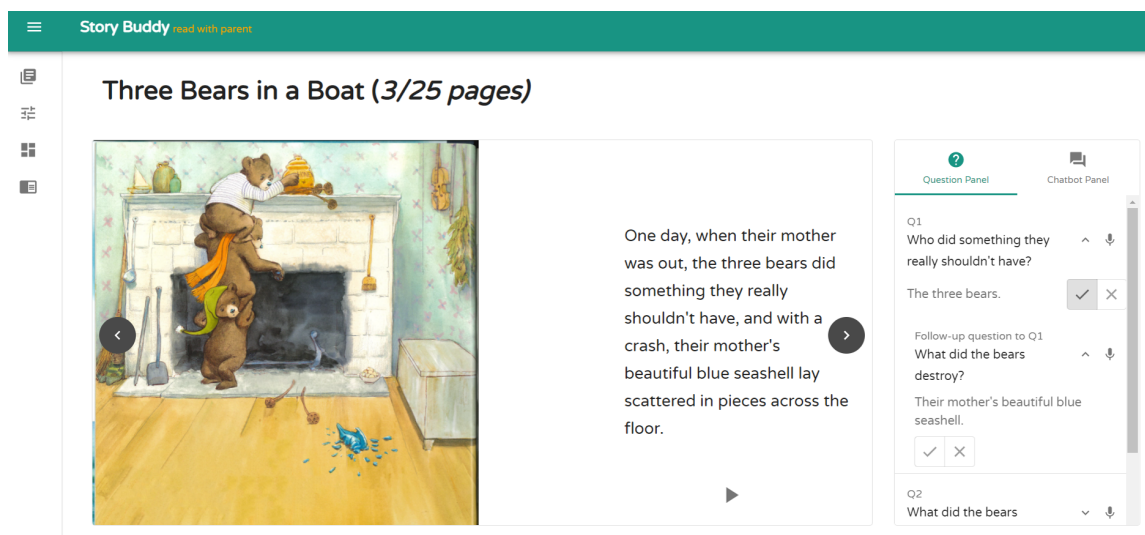 Story Buddy read with parent
Three Bears in a Boat (3/25 pages)
One day, when their mother
was out, the three bears did
something they really
shouldn't have, and with a
crash, their mother's
beautiful blue seashell lay
scattered in pieces across the
floor.
Question Panel
Chatbot Panel
Q1
Who did something they
really shouldn't have?
The three bears.
Follow-up question to Q1
What did the bears
destroy?
Their mother's beautiful blue
seashell.
Q2
What did the bears